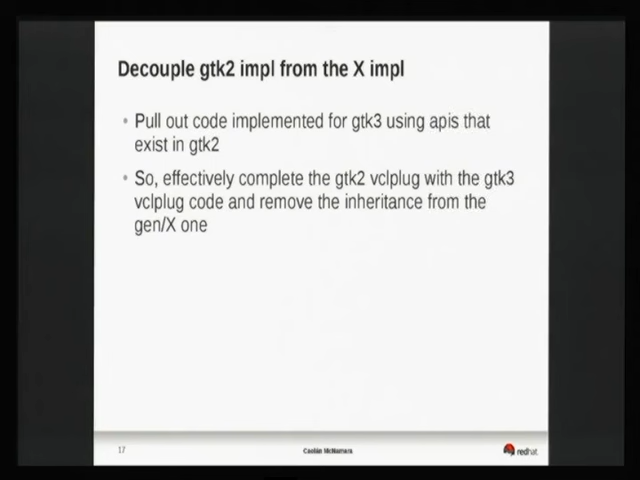 Decouple gtk2 impl from the X impl
• Pull out code implemented for gtk3 using apis that
exist in gtk2
• So, effectively complete the gtk2 vclplug with the gtk3
vclplug code and remove the inheritance from the
gen/X one
17
Caolán McNamara
redhat